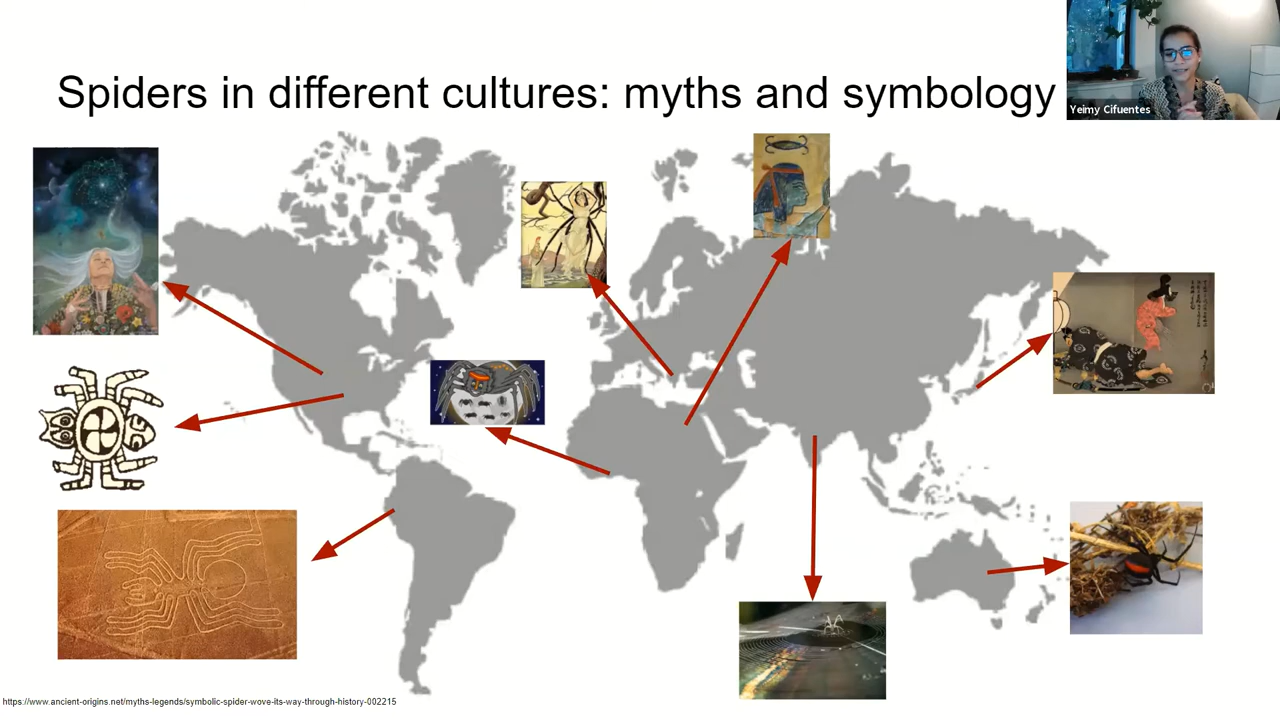 Spiders in different cultures: myths and symbology
Yeimy Cifuentes
https://www.ancient-origins.net/myths-legends/symbolic-spider-wove-its-way-through-history-002215